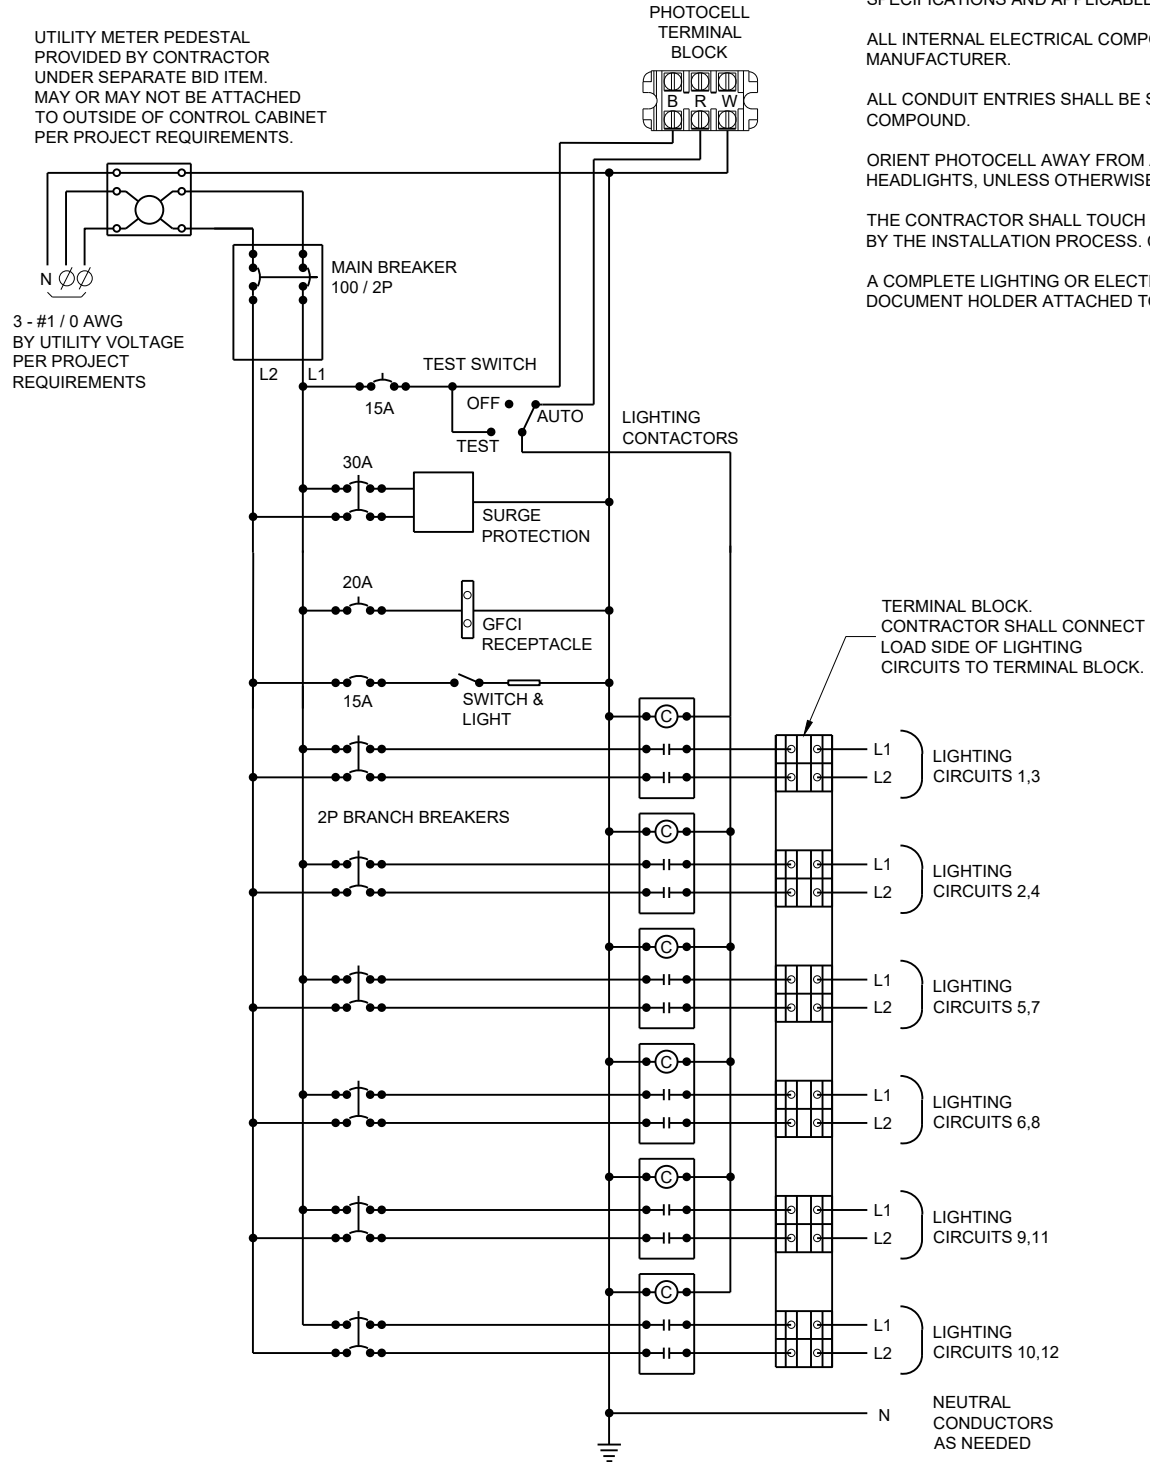 PHOTOCELL
TERMINAL
BLOCK
B R W
UTILITY METER PEDESTAL
PROVIDED BY CONTRACTOR
UNDER SEPARATE BID ITEM.
MAY OR MAY NOT BE ATTACHED
TO OUTSIDE OF CONTROL CABINET
PER PROJECT REQUIREMENTS.
ALL INTERNAL ELECTRICAL
MANUFACTURER.
ALL CONDUIT ENTRIES SHALL BE
COMPOUND.
ORIENT PHOTOCELL AWAY FROM
HEADLIGHTS, UNLESS OTHERWISE
THE CONTRACTOR SHALL TOUCH
BY THE INSTALLATION PROCESS.
A COMPLETE LIGHTING OR
DOCUMENT HOLDER ATTACHED
N
3 - #1 / 0 AWG
BY UTILITY VOLTAGE
PER PROJECT
REQUIREMENTS
MAIN BREAKER
100 / 2P
L2 L1
15A
TEST SWITCH
OFF
AUTO
TEST
LIGHTING
CONTACTORS
30A
SURGE
PROTECTION
20A
GFCI
RECEPTACLE
15A
SWITCH &
LIGHT
TERMINAL BLOCK.
CONTRACTOR SHALL CONNECT
LOAD SIDE OF LIGHTING
CIRCUITS TO TERMINAL BLOCK.
C
L1
L2
LIGHTING
CIRCUITS 1,3
2P BRANCH BREAKERS
C
L1
L2
LIGHTING
CIRCUITS 2,4
C
L1
L2
LIGHTING
CIRCUITS 5,7
C
L1
L2
LIGHTING
CIRCUITS 6,8
C
L1
L2
LIGHTING
CIRCUITS 9,11
C
L1
L2
LIGHTING
CIRCUITS 10,12
N
NEUTRAL
CONDUCTORS
AS NEEDED